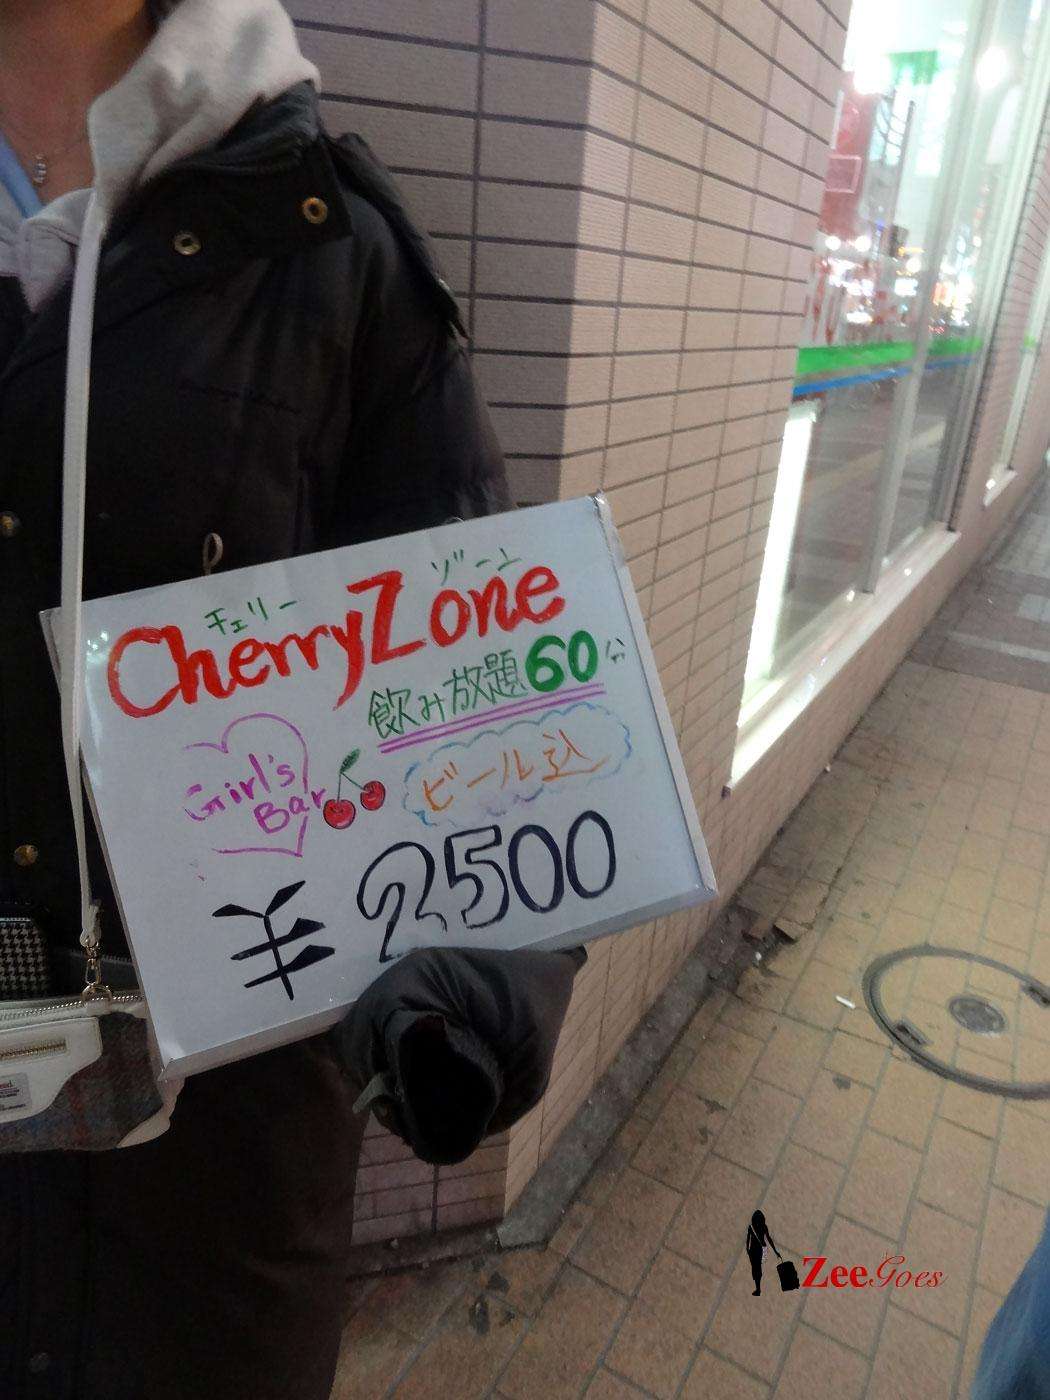 チェリー ゾーン
CherryZone
飲み放題60分
Girl's
Bar
ビール込
¥2500
ZeeGoes